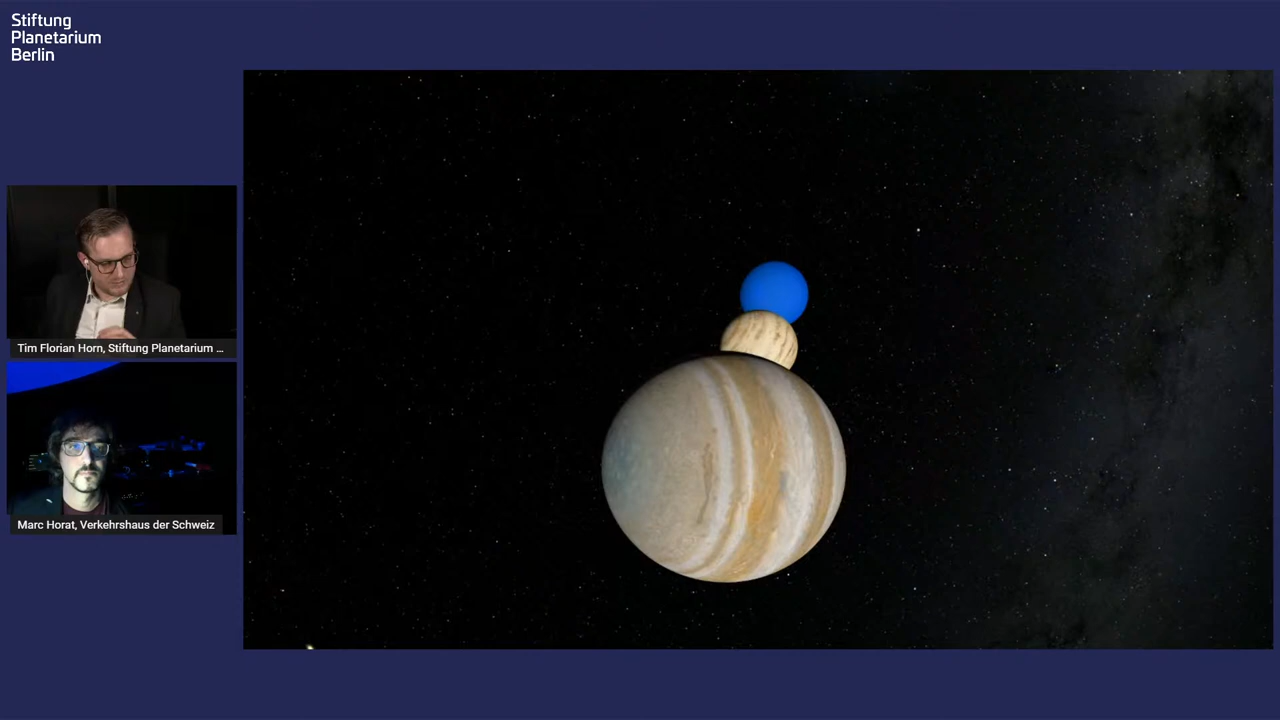 Stiftung
Planetarium
Berlin
Tim Florian Horn, Stiftung Planetarium ...
Marc Horat, Verkehrshaus der Schweiz